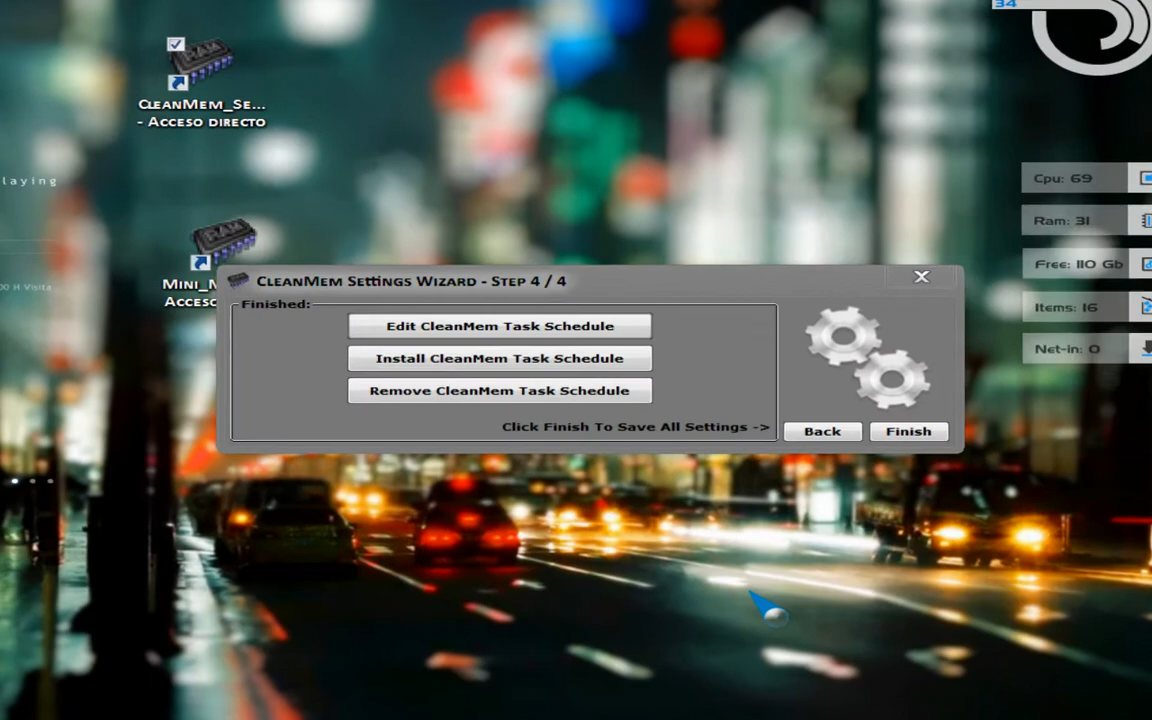 34
RAM
CleanMem_Se...
- Acceso directo
laying
Cpu: 69
Ram: 31
RAM
Free: 110 Gb
Mini_M
Acces
CleanMem Settings Wizard - Step 4 / 4
Items: 16
Finished:
Edit CleanMem Task Schedule
Net-in: 0
Install CleanMem Task Schedule
Remove CleanMem Task Schedule
Click Finish To Save All Settings ->
Back
Finish